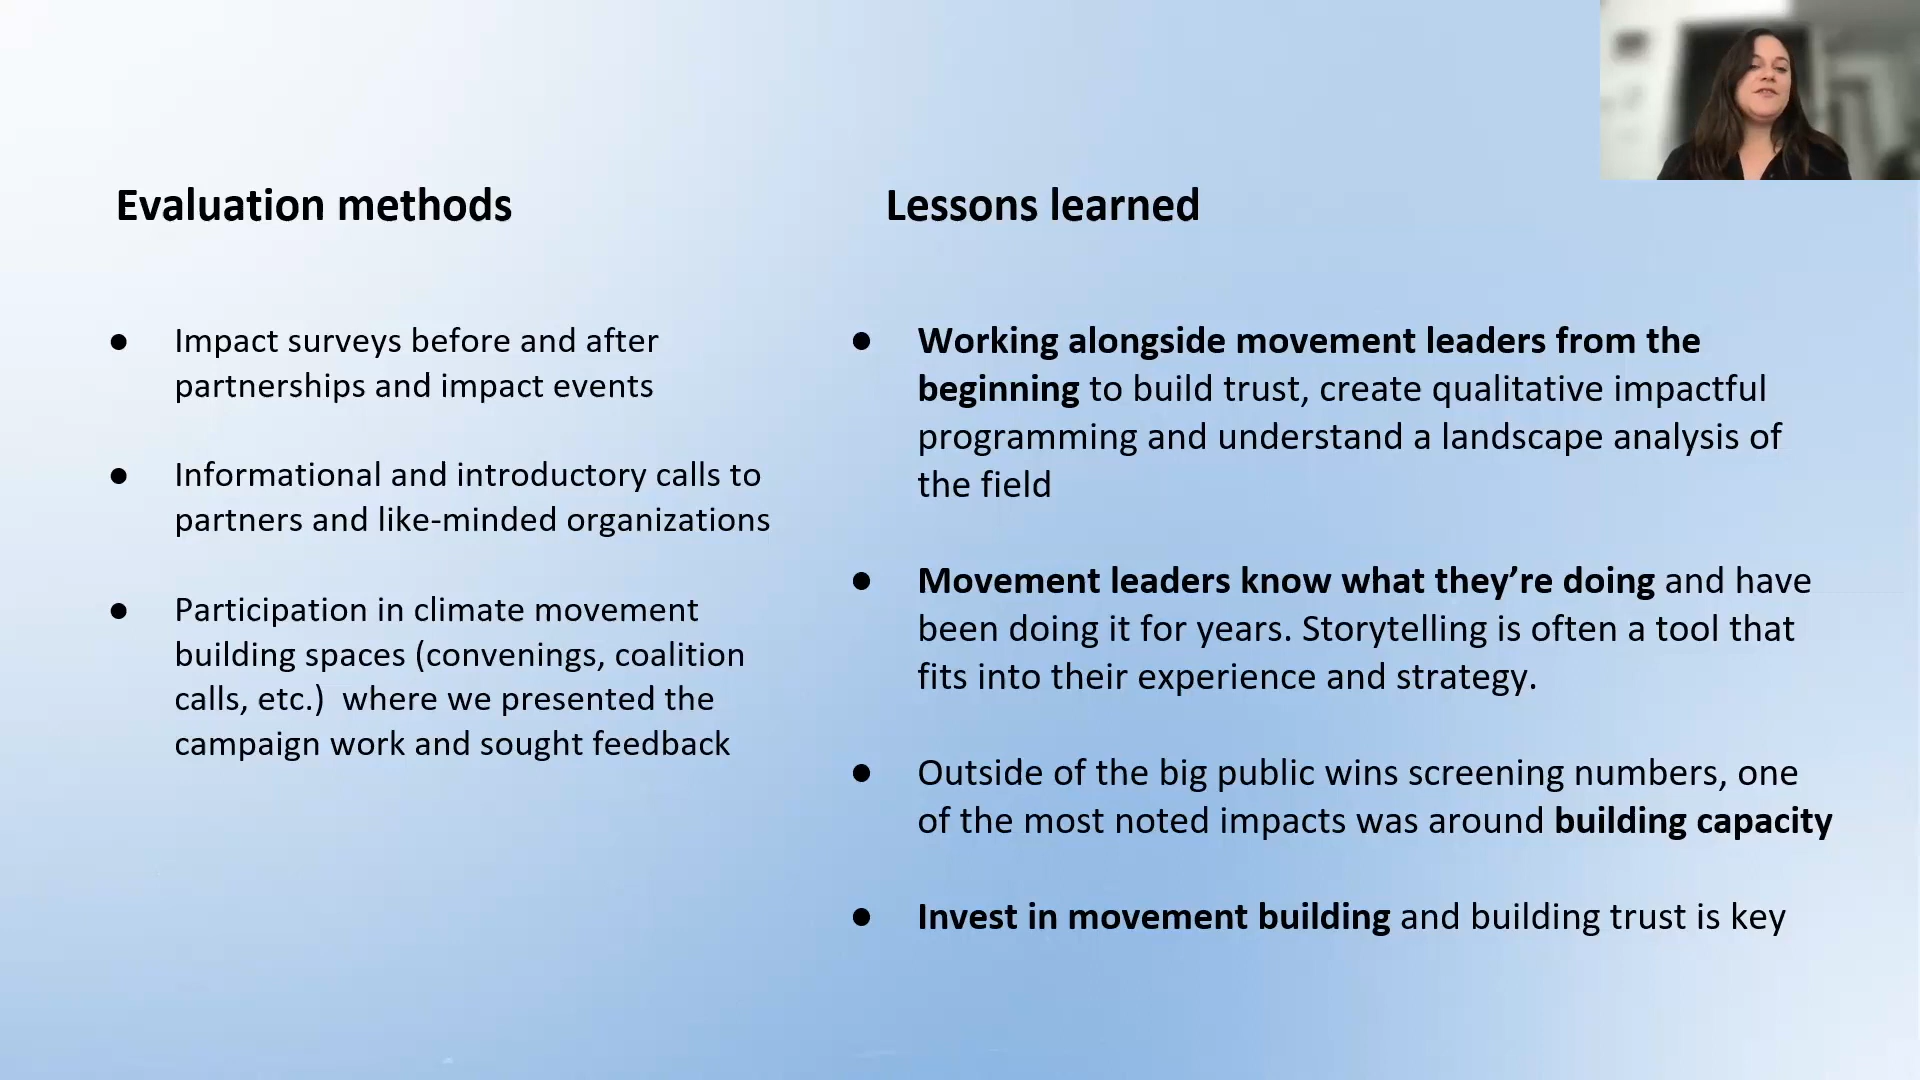 Evaluation methods
● Impact surveys before and after
partnerships and impact events
● Informational and introductory calls to
partners and like-minded organizations
● Participation in climate movement
building spaces (convenings, coalition
calls, etc.)  where we presented the
campaign work and sought feedback
Lessons learned
● Working alongside movement leaders from the
beginning to build trust, create qualitative impactful
programming and understand a landscape analysis of
the field
● Movement leaders know what they’re doing and have
been doing it for years. Storytelling is often a tool that
fits into their experience and strategy.
● Outside of the big public wins screening numbers, one
of the most noted impacts was around building capacity
● Invest in movement building and building trust is key